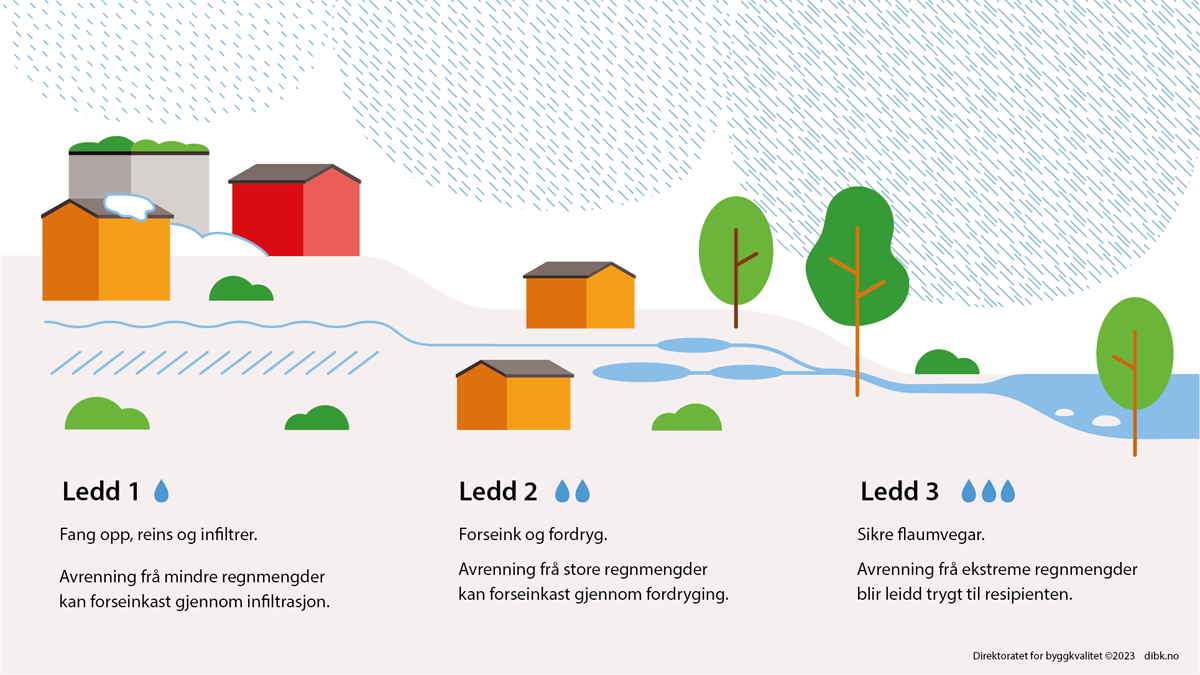 Ledd 1
Fang opp, reins og infiltrer.
Avrenning frå mindre regnmengder
kan forseinkast gjennom infiltrasjon.
Ledd 2
Forseink og fordryg.
Avrenning frå store regnmengder
kan forseinkast gjennom fordryging.
Ledd 3
Sikre flaumvegar.
Avrenning frå ekstreme regnmengder
blir leidd trygt til resipienten.
Direktoratet for byggkvalitet ©2023 dibk.no